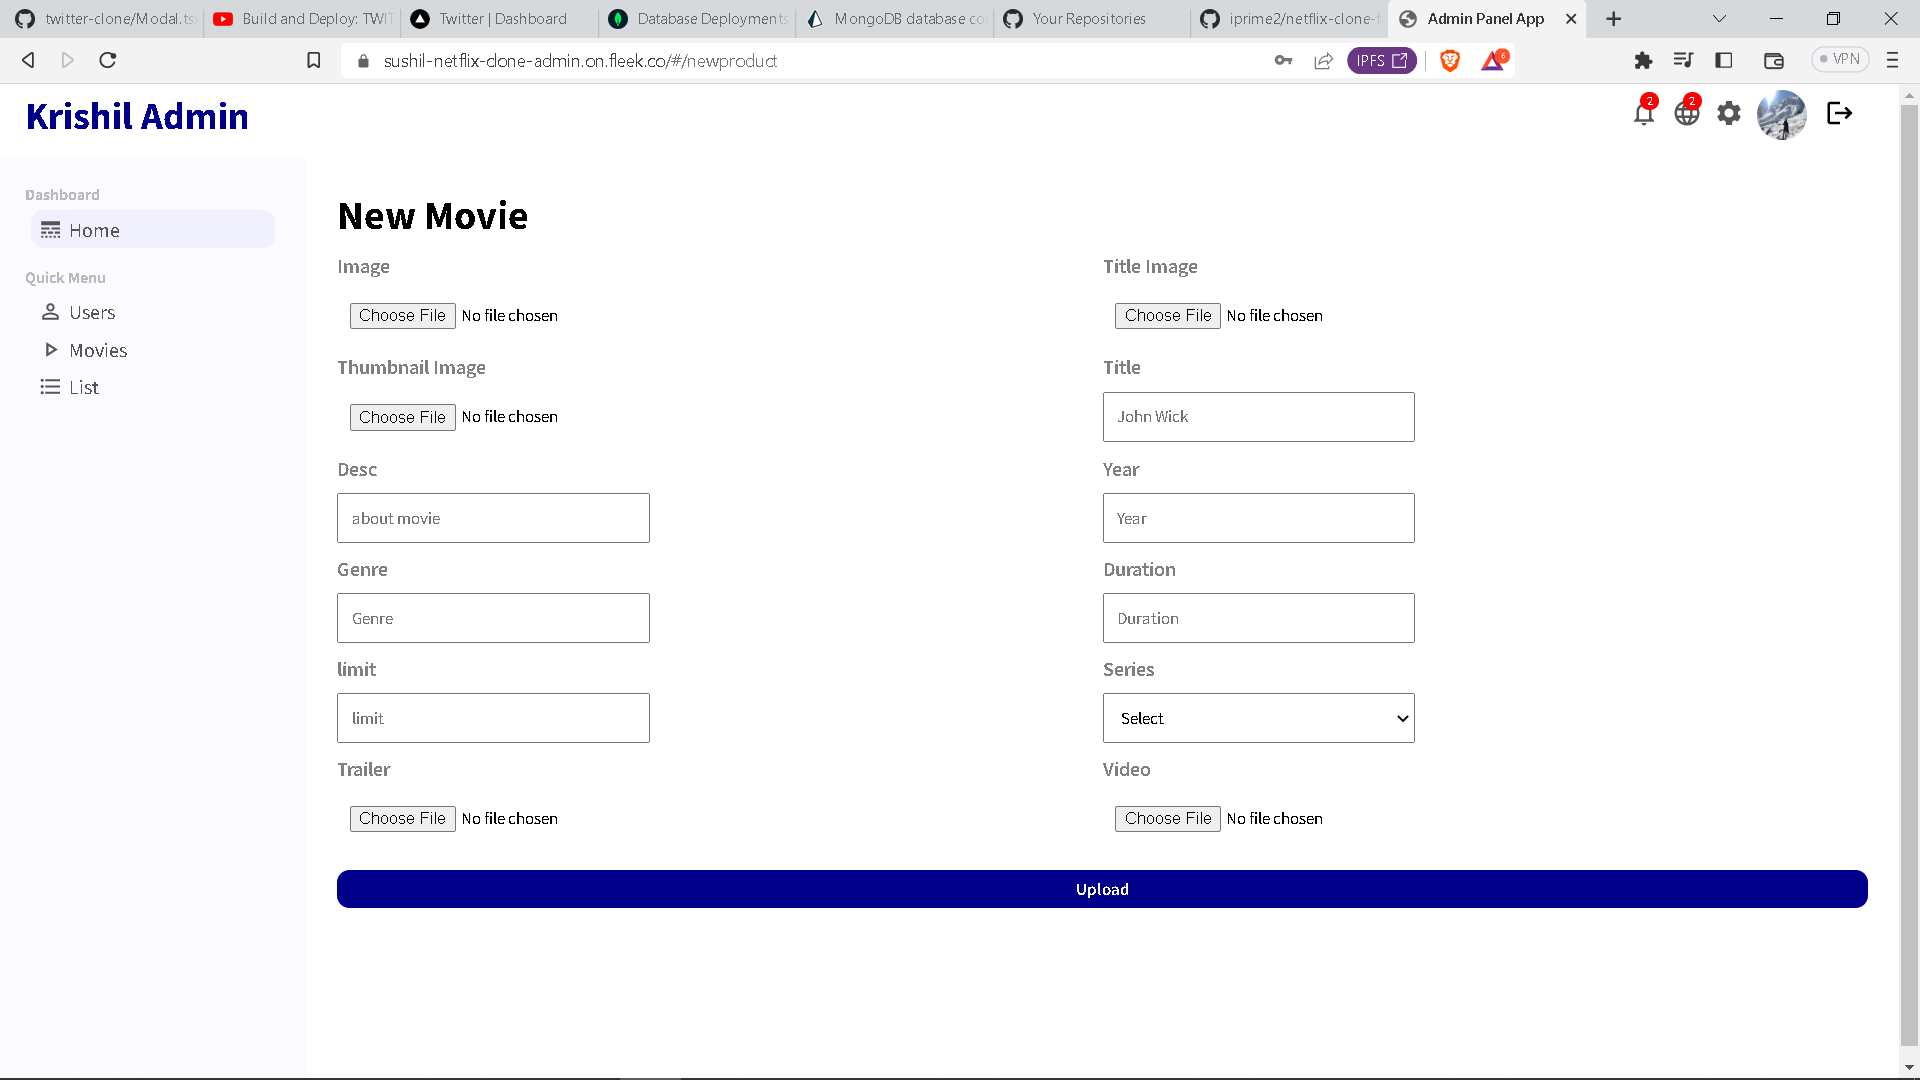 twitter-clone/Modal.ts
Build and Deploy: TWIT
Twitter | Dashboard
Database Deployments
MongoDB database co
Your Repositories
iprime2/netflix-clone-f
Admin Panel App
sushil-netflix-clone-admin.on.fleek.co/#/newproduct
IPFS
6
VPN
Krishil Admin
2
2
Dashboard
Home
Quick Menu
Users
Movies
List
New Movie
Image
Title Image
Choose File No file chosen
Choose File No file chosen
Thumbnail Image
Title
Choose File No file chosen
John Wick
Desc
Year
about movie
Year
Genre
Duration
Genre
Duration
limit
Series
limit
Select
Trailer
Video
Choose File No file chosen
Choose File No file chosen
Upload